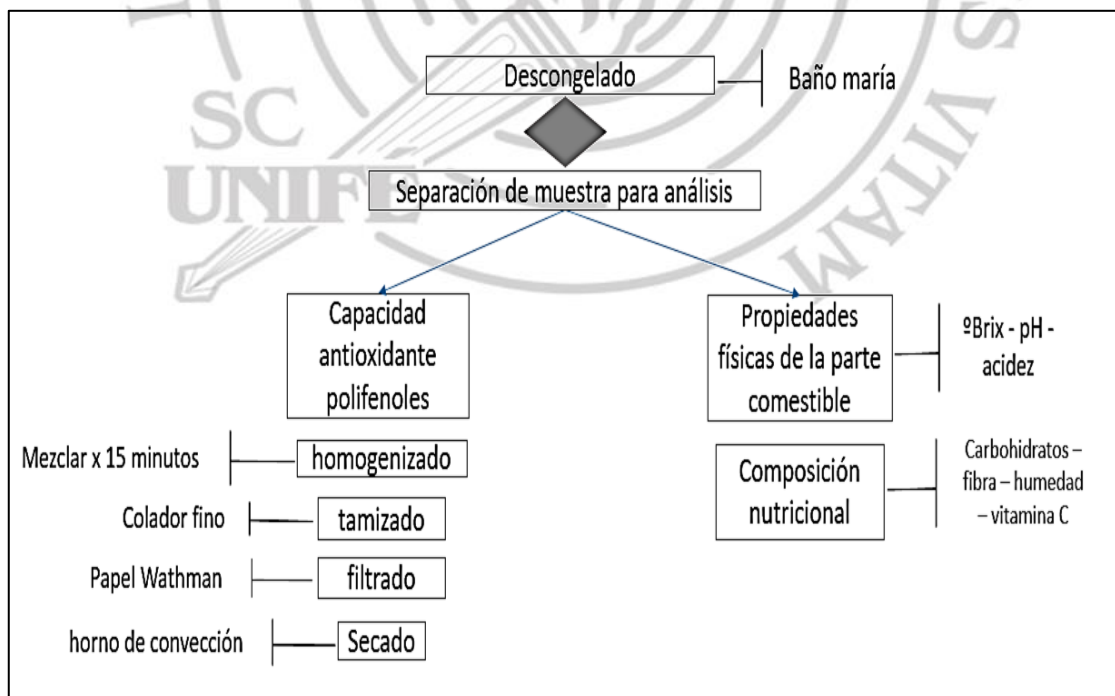 Descongelado
Baño maría
Separación de muestra para análisis
Capacidad
antioxidante
polifenoles
Propiedades
físicas de la parte
comestible
ºBrix - pH -
acidez
Mezclar x 15 minutos
homogenizado
Colador fino
tamizado
Papel Wathman
filtrado
horno de convección
Secado
Composición
nutricional
Carbohidratos –
fibra – humedad
– vitamina C
SC
UNIFÉ
S VITAM